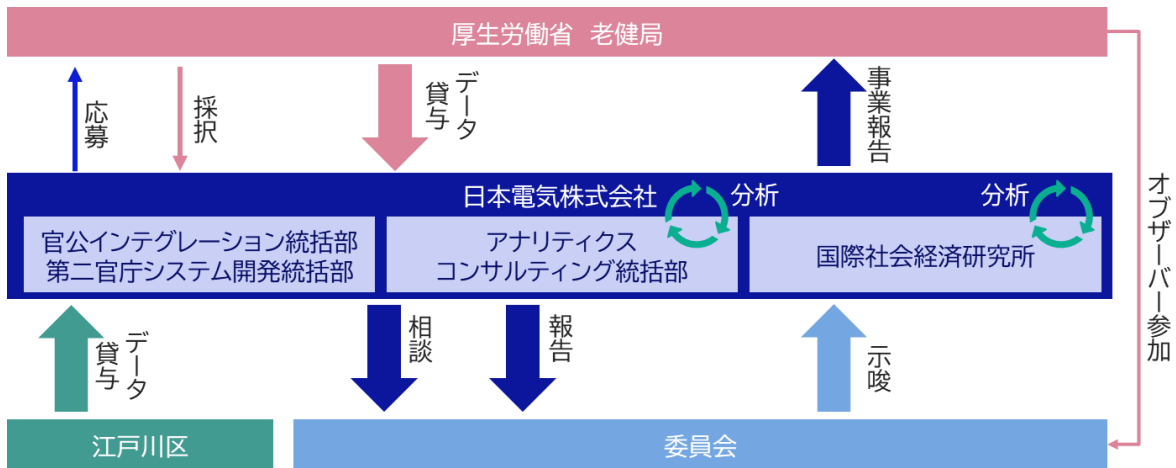 厚生労働省 老健局
応募
採択
データ
貸与
事業報告
オブザーバー参加
日本電気株式会社
分析
分析
官公インテグレーション統括部
第二官庁システム開発統括部
アナリティクス
コンサルティング統括部
国際社会経済研究所
データ
貸与
相談
報告
示唆
江戸川区
委員会